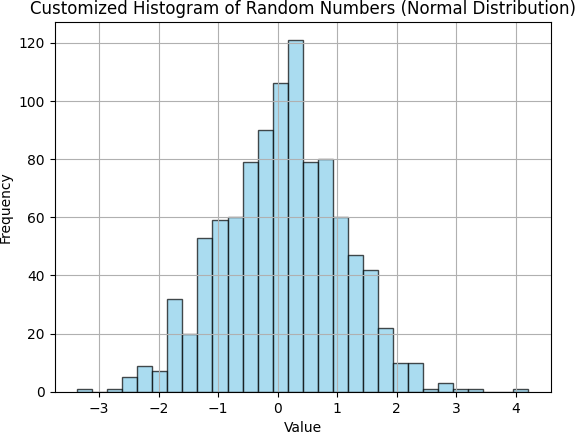 Customized Histogram of Random Numbers (Normal Distribution)
120
100
80
60
40
20
0
Frequency
−3 −2 −1 0 1 2 3 4
Value